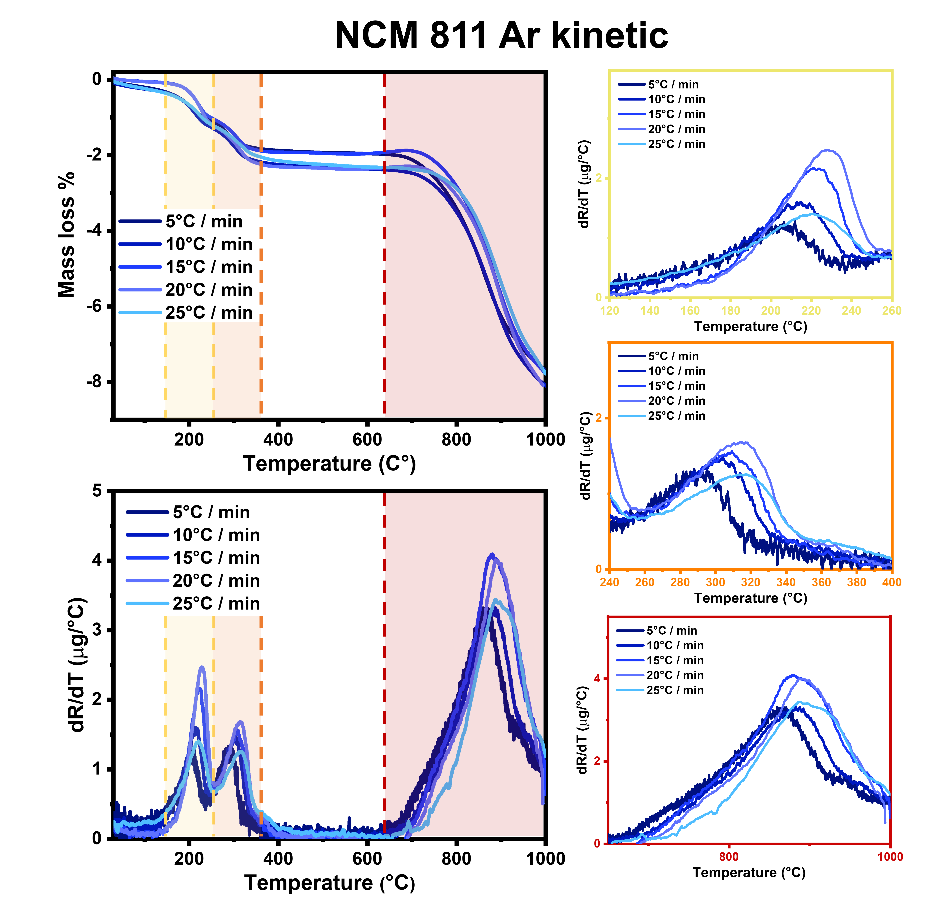 NCM 811 Ar kinetic
0
-2
-4
-6
-8
Mass loss %
5°C / min
10°C / min
15°C / min
20°C / min
25°C / min
200 400 600 800 1000
Temperature (C°)
5
4
3
2
1
0
dR/dT (µg/°C)
5°C / min
10°C / min
15°C / min
20°C / min
25°C / min
200 400 600 800 1000
Temperature (°C)
2
0
dR/dT (µg/°C)
5°C / min
10°C / min
15°C / min
20°C / min
25°C / min
120 140 160 180 200 220 240 260
Temperature (°C)
2
0
dR/dT (µg/°C)
5°C / min
10°C / min
15°C / min
20°C / min
25°C / min
240 260 280 300 320 340 360 380 400
Temperature (°C)
4
2
0
dR/dT (µg/°C)
5°C / min
10°C / min
15°C / min
20°C / min
25°C / min
800 1000
Temperature (°C)